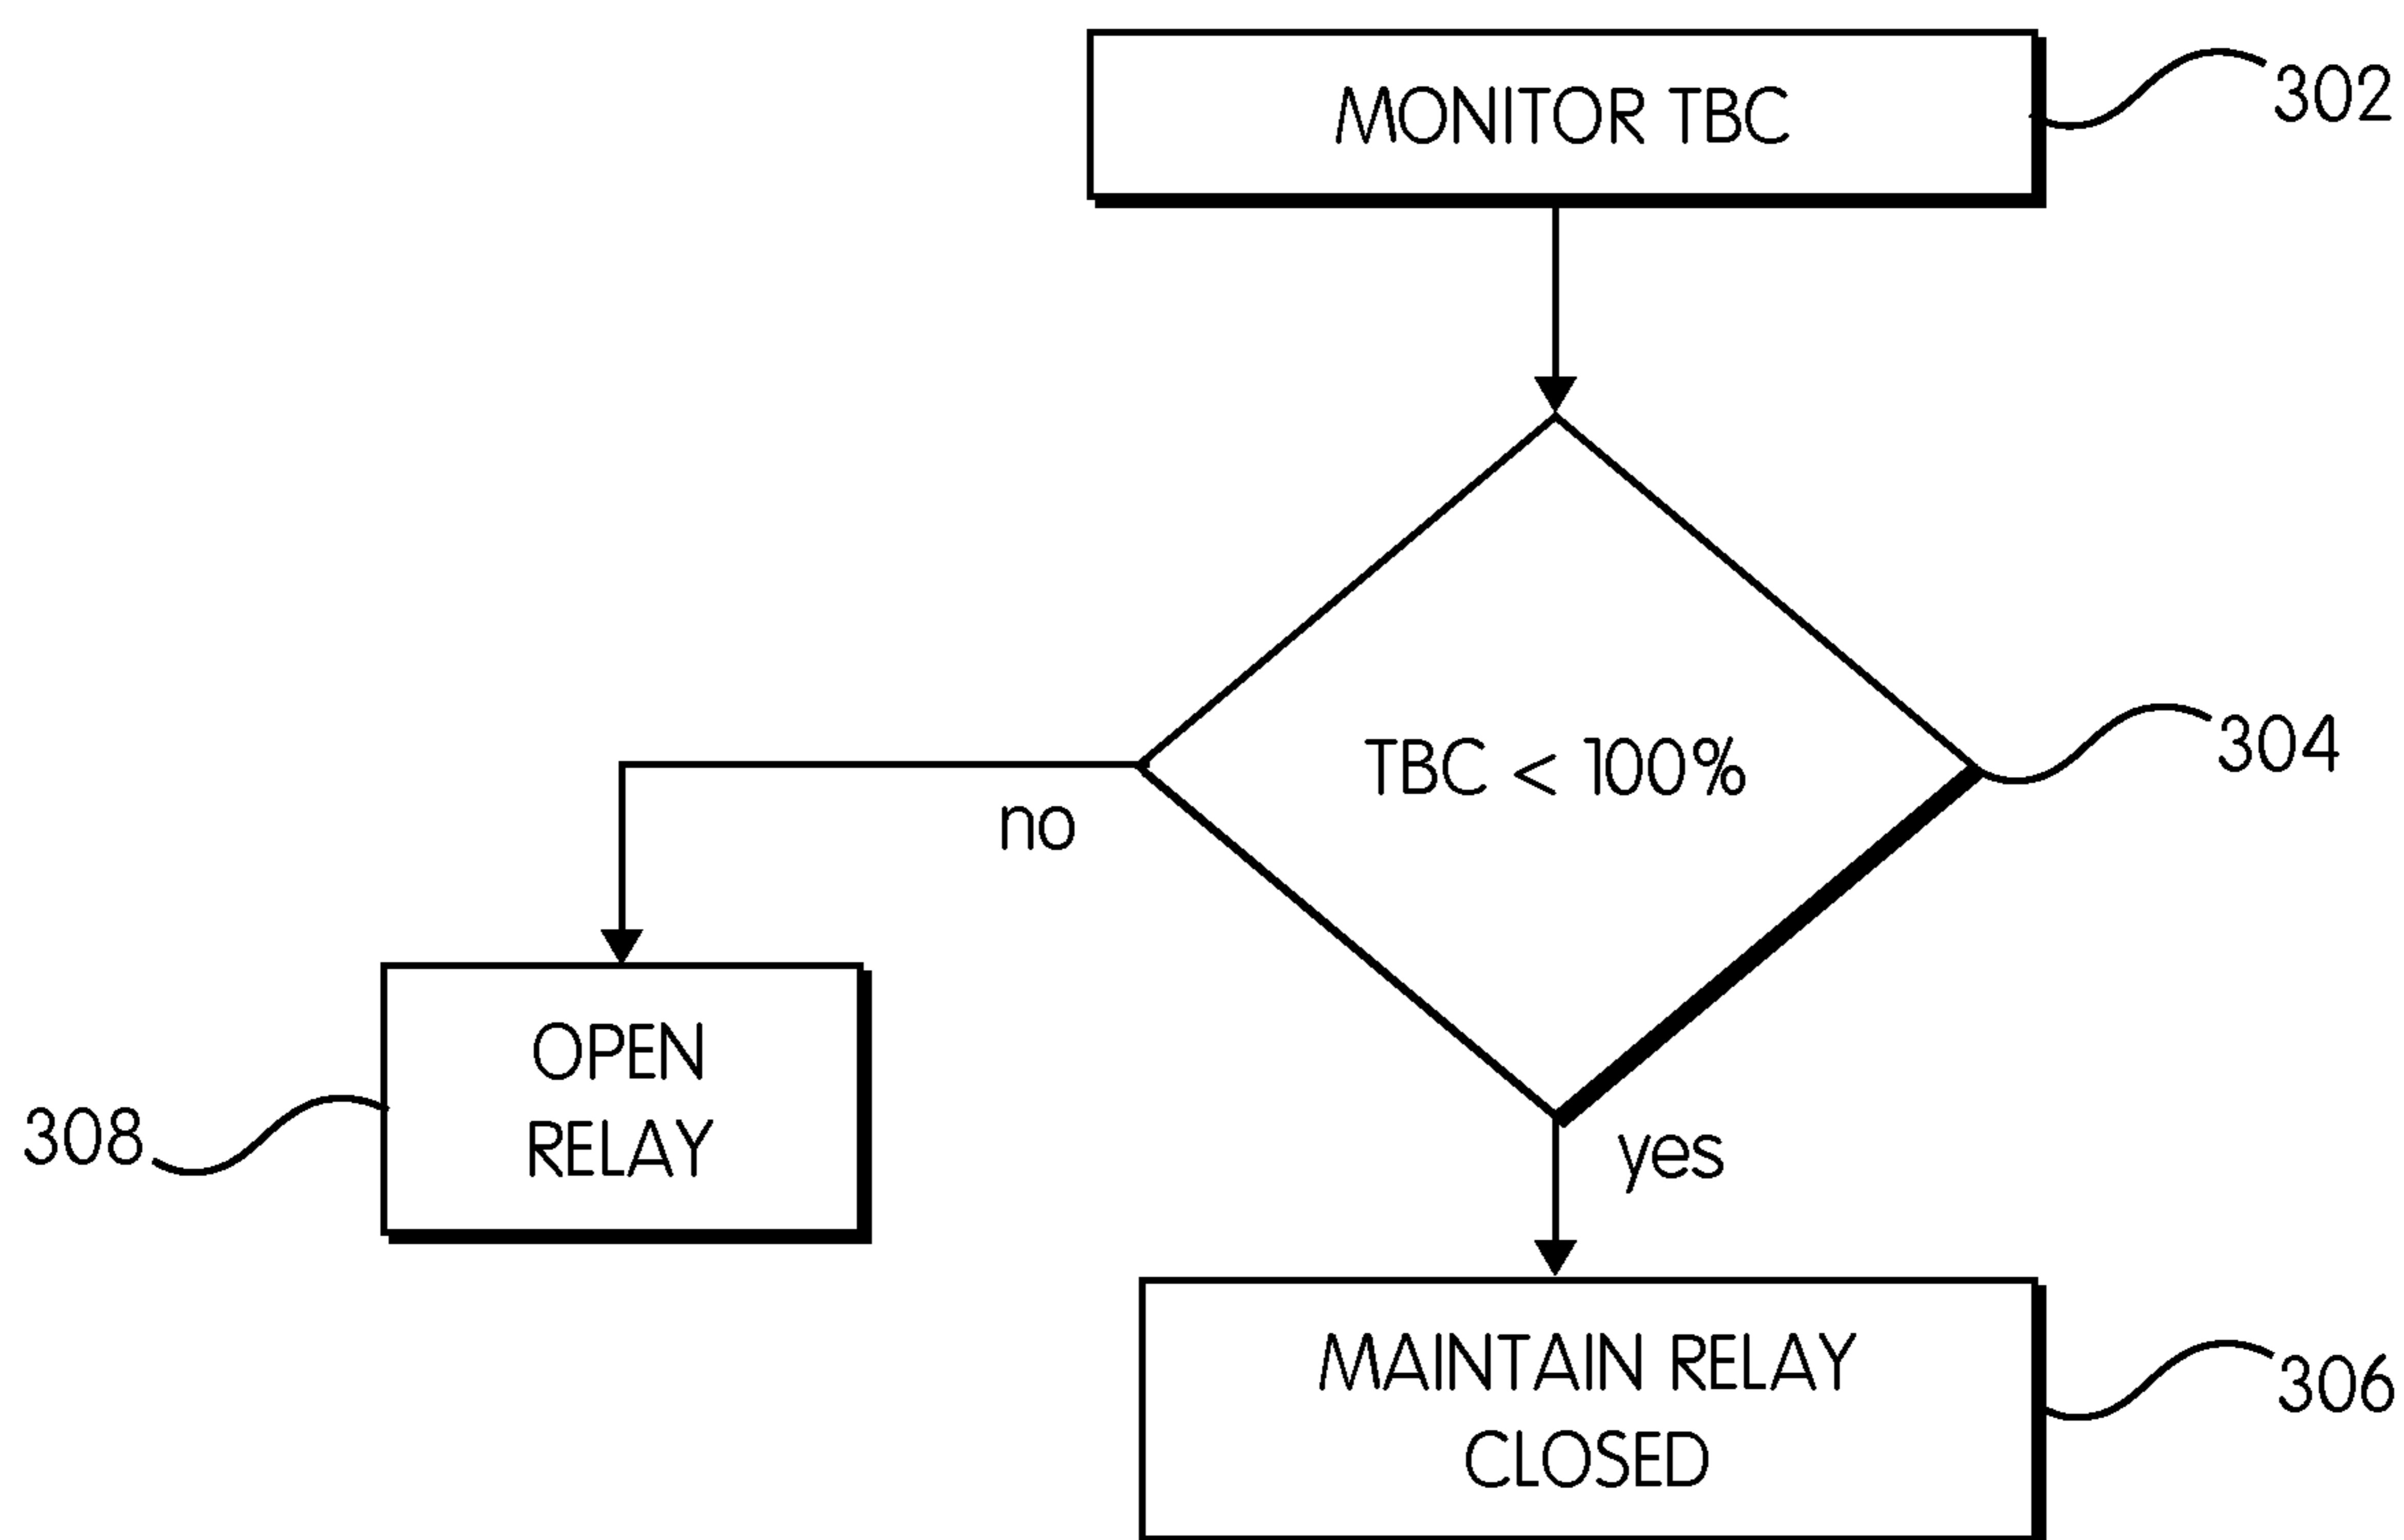 MONITOR TBC
302
TBC < 100%
304
no
OPEN
RELAY
308
yes
MAINTAIN RELAY
CLOSED
306